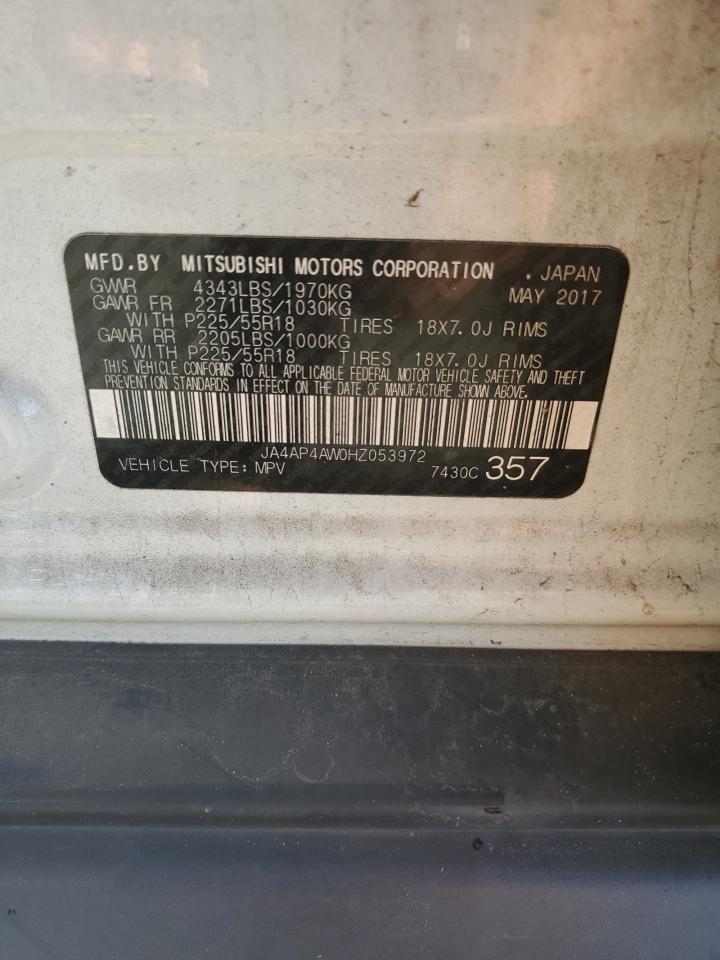 MFD.BY MITSUBISHI MOTORS CORPORATION . JAPAN
GVWR 4343LBS/1970KG MAY 2017
GAWR FR 2271LBS/1030KG
WITH P225/55R18 TIRES 18X7.0J RIMS
GAWR RR 2205LBS/1000KG
WITH P225/55R18 TIRES 18X7.0J RIMS
THIS VEHICLE CONFORMS TO ALL APPLICABLE FEDERAL MOTOR VEHICLE SAFETY AND THEFT
PREVENTION STANDARDS IN EFFECT ON THE DATE OF MANUFACTURE SHOWN ABOVE.
JA4AP4AW0HZ053972
VEHICLE TYPE: MPV 7430C 357